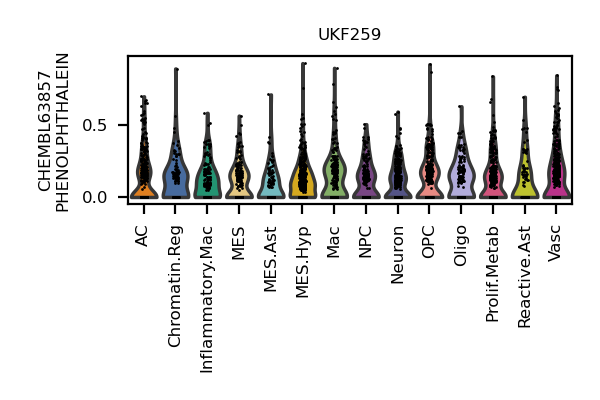 UKF259
CHEMBL63857
PHENOLPHTHALEIN
0.5
0.0
AC
Chromatin.Reg
Inflammatory.Mac
MES
MES.Ast
MES.Hyp
Mac
NPC
Neuron
OPC
Oligo
Prolif.Metab
Reactive.Ast
Vasc